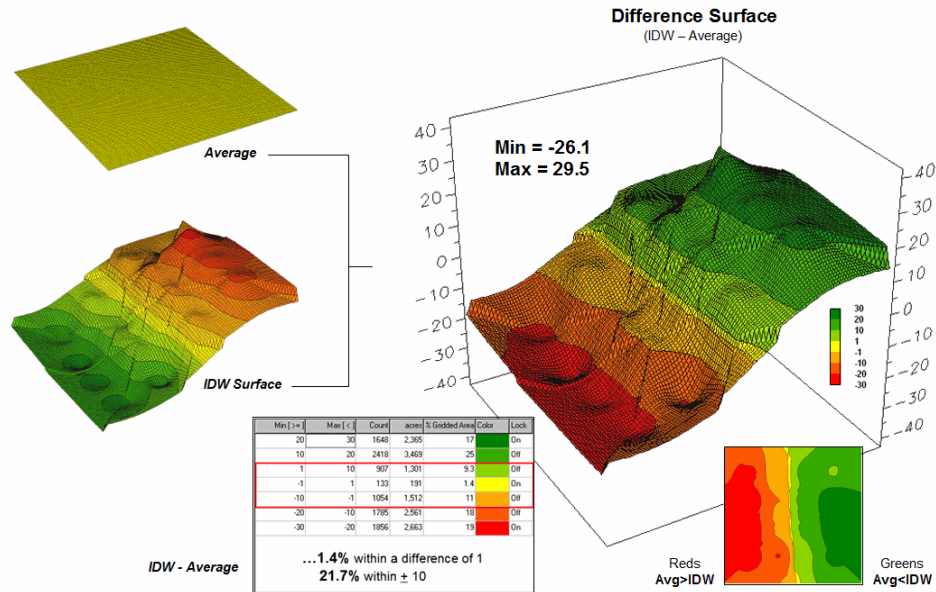 Difference Surface
(IDW – Average)
Average
IDW Surface
Min = -26.1
Max = 29.5
40
30
20
10
0
-10
-20
-30
-40
40
30
20
10
0
-10
-20
-30
-40
30
20
10
1
-1
-10
-20
-30
Min [ >= ] Max [ < ] Count acres % Gridded Area Color Lock
20 30 1648 2,365 17 On
10 20 2418 3,469 25 Off
1 10 907 1,301 9.3 Off
-1 1 133 191 1.4 On
-10 -1 1054 1,512 11 Off
-20 -10 1785 2,561 18 Off
-30 -20 1856 2,663 19 On
...1.4% within a difference of 1
21.7% within ± 10
IDW - Average
Reds
Avg>IDW
Greens
Avg<IDW